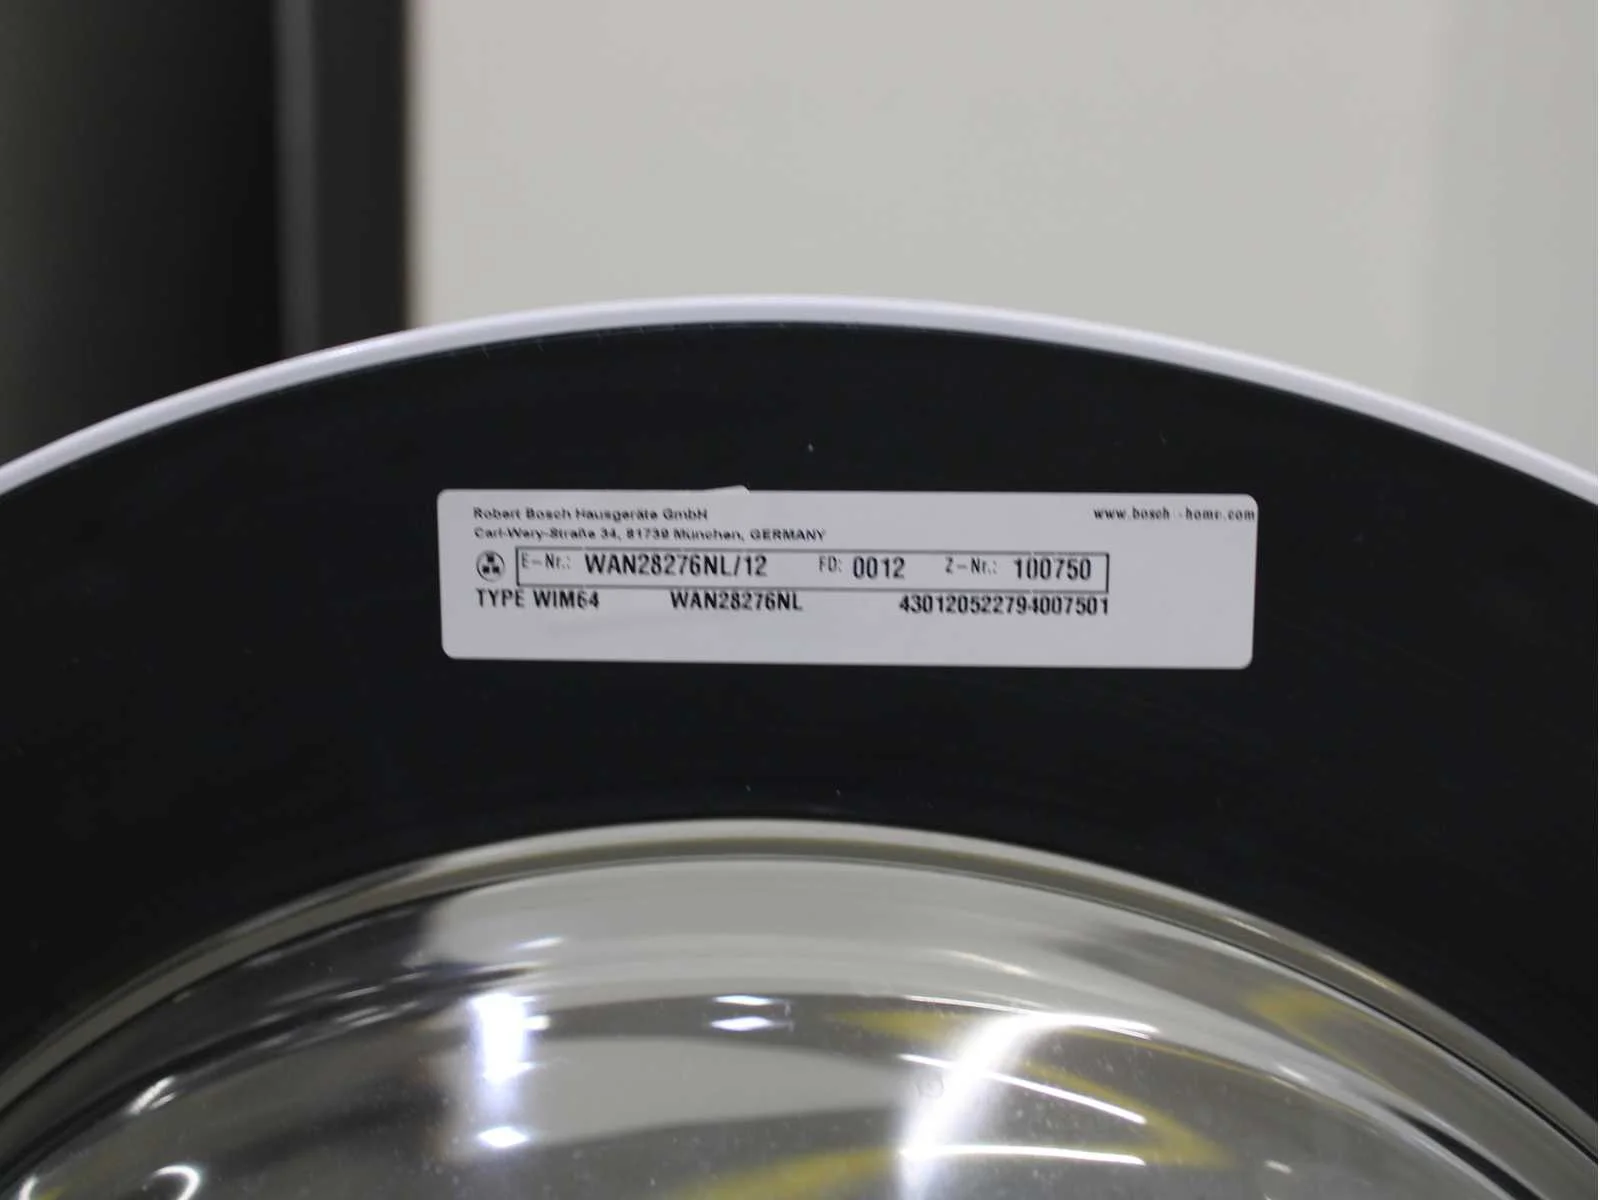 Robert Bosch Hausgeräte GmbH www.bosch-home.com
Carl-Wery-Straße 34, 81739 München, GERMANY
E-Nr.: WAN28276NL/12 FD: 0012 Z-Nr.: 100750
TYPE WIM64 WAN28276NL 430120522794007501